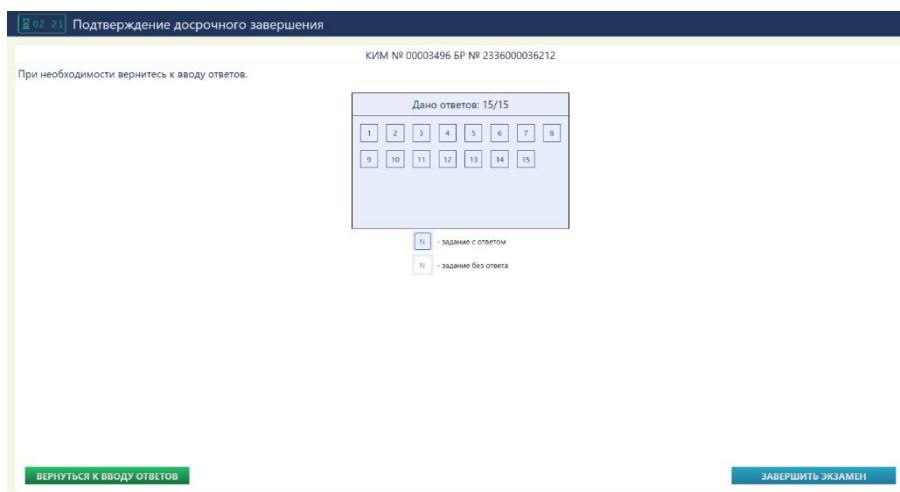 02 21 Подтверждение досрочного завершения
КИМ № 00003496 БР № 2336000036212
При необходимости вернитесь к вводу ответов.
Дано ответов: 15/15
1 2 3 4 5 6 7 8
9 10 11 12 13 14 15
N - задание с ответом
N - задание без ответа
ВЕРНУТЬСЯ К ВВОДУ ОТВЕТОВ ЗАВЕРШИТЬ ЭКЗАМЕН